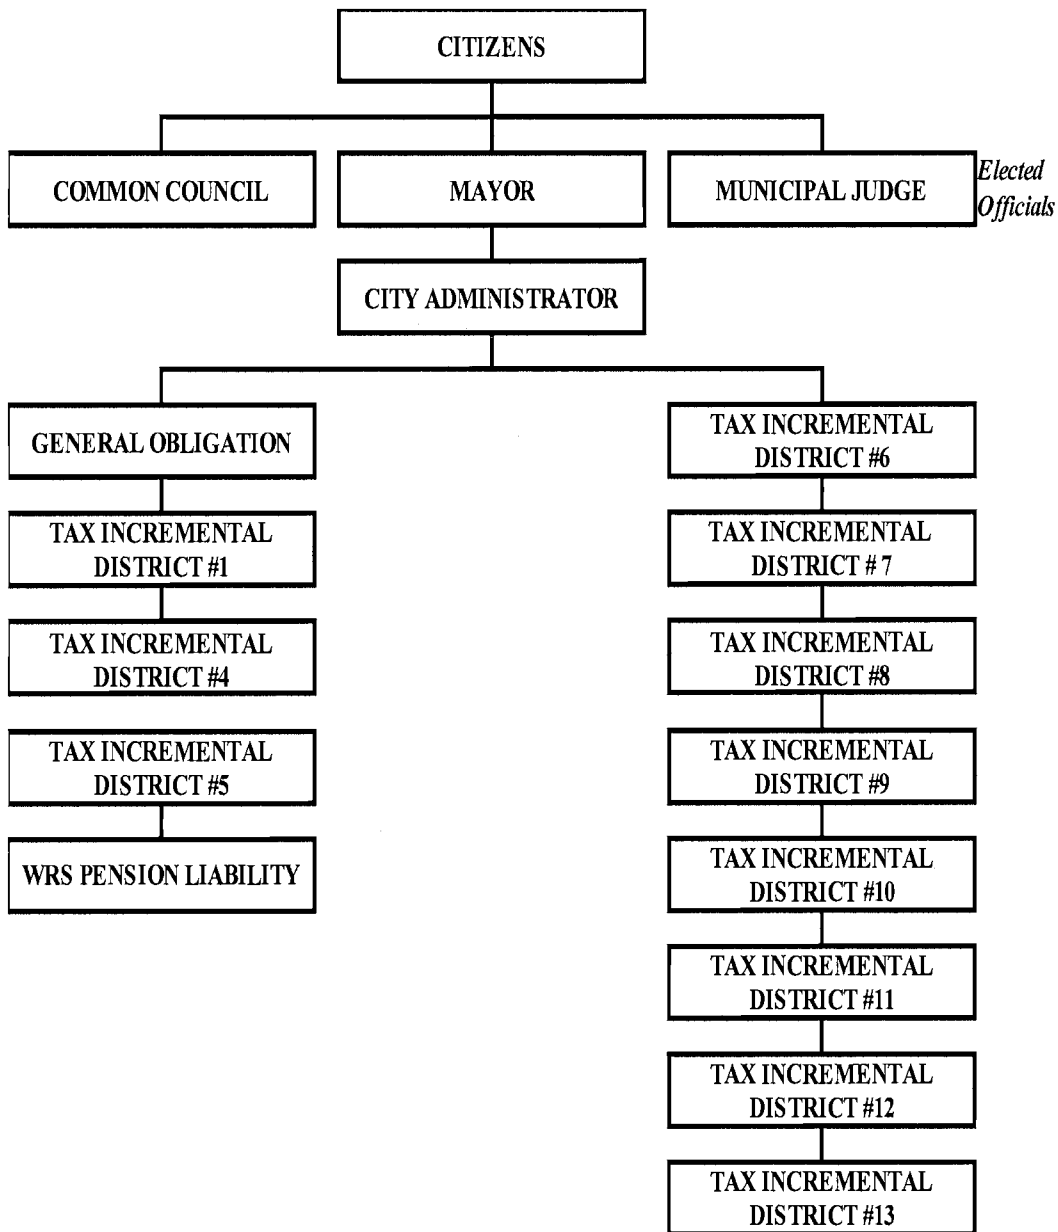 CITIZENS
COMMON COUNCIL
MAYOR
MUNICIPAL JUDGE
Elected
Officials
CITY ADMINISTRATOR
GENERAL OBLIGATION
TAX INCREMENTAL
DISTRICT #1
TAX INCREMENTAL
DISTRICT #4
TAX INCREMENTAL
DISTRICT #5
WRS PENSION LIABILITY
TAX INCREMENTAL
DISTRICT #6
TAX INCREMENTAL
DISTRICT # 7
TAX INCREMENTAL
DISTRICT #8
TAX INCREMENTAL
DISTRICT #9
TAX INCREMENTAL
DISTRICT #10
TAX INCREMENTAL
DISTRICT #11
TAX INCREMENTAL
DISTRICT #12
TAX INCREMENTAL
DISTRICT #13